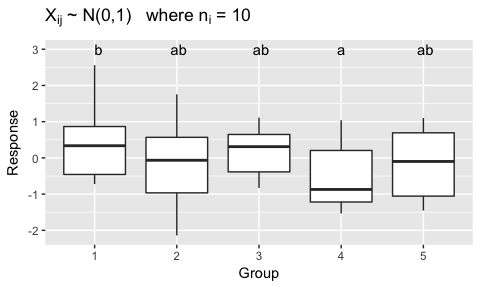 Xij ~ N(0,1) where ni = 10
b ab ab a ab
3
2
1
0
-1
-2
Response
1 2 3 4 5
Group